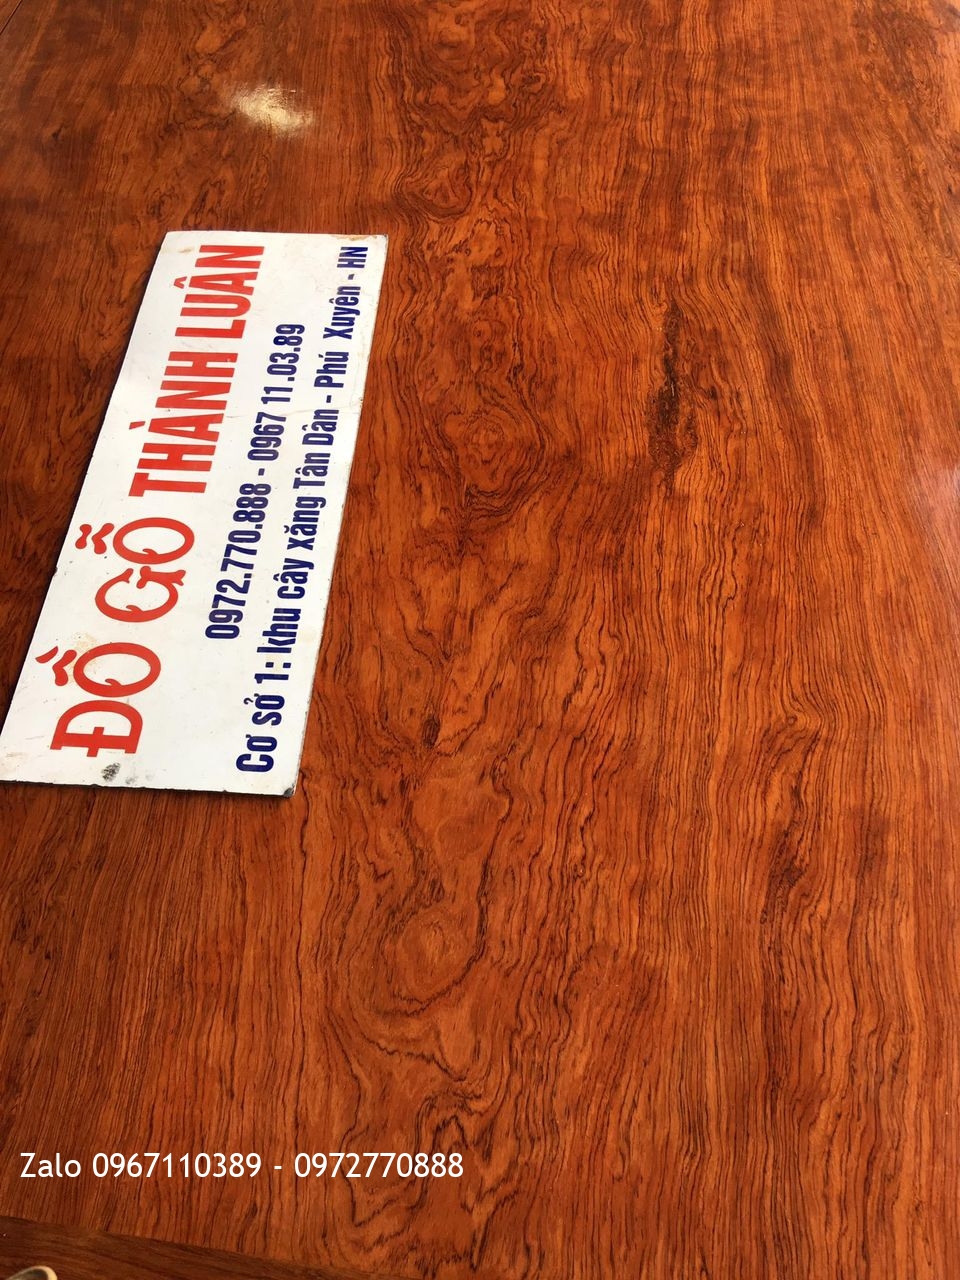 ĐỒ GỖ THÀNH LUÂN
0972.770.888 - 0967 11.03.89
Cơ sở 1: khu cây xăng Tân Dân - Phú Xuyên - HN
Zalo 0967110389 - 0972770888